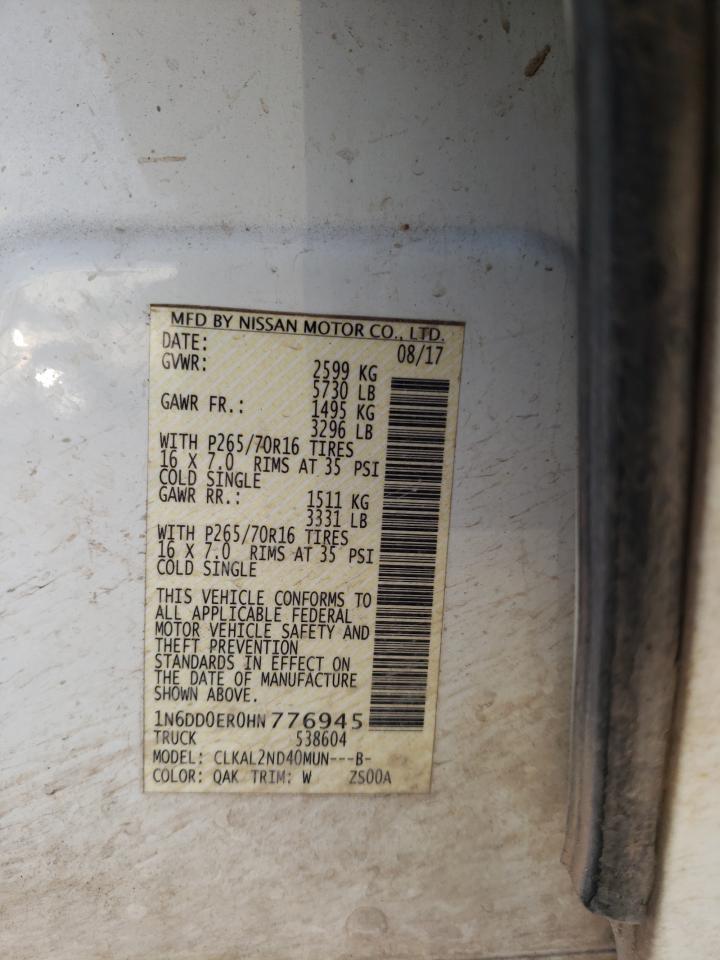 MFD BY NISSAN MOTOR CO., LTD.
DATE: 08/17
GVWR: 2599 KG
5730 LB
GAWR FR.: 1495 KG
3296 LB
WITH P265/70R16 TIRES
16 X 7.0 RIMS AT 35 PSI
COLD SINGLE
GAWR RR.: 1511 KG
3331 LB
WITH P265/70R16 TIRES
16 X 7.0 RIMS AT 35 PSI
COLD SINGLE
THIS VEHICLE CONFORMS TO
ALL APPLICABLE FEDERAL
MOTOR VEHICLE SAFETY AND
THEFT PREVENTION
STANDARDS IN EFFECT ON
THE DATE OF MANUFACTURE
SHOWN ABOVE.
1N6DD0ER0HN776945
TRUCK 538604
MODEL: CLKAL2ND40MUN---B-
COLOR: QAK TRIM: W ZS00A